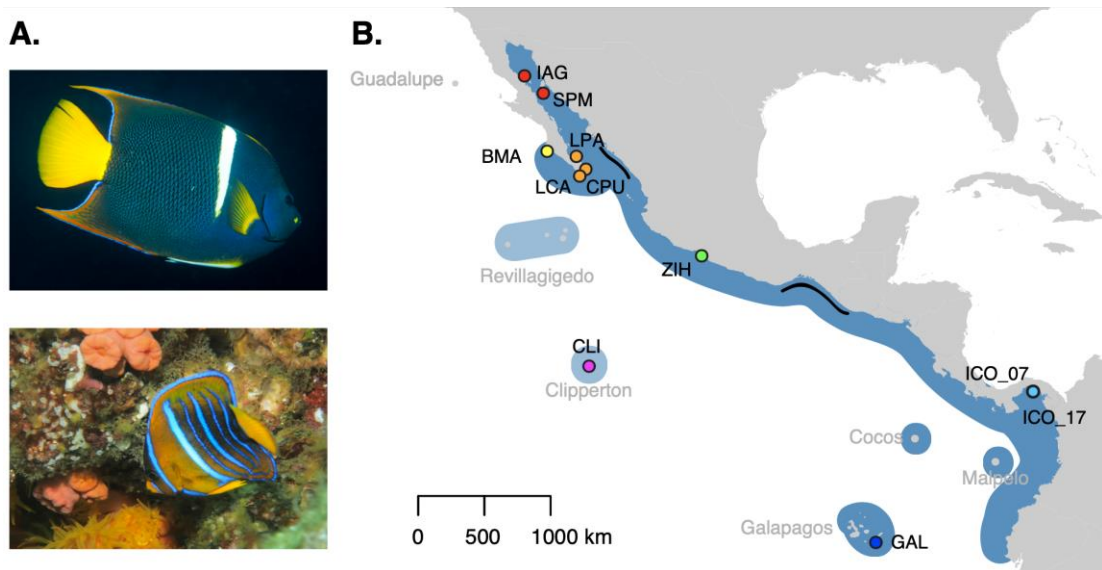 A.
B.
Guadalupe
IAG
SPM
LPA
BMA
LCA
CPU
Revillagigedo
ZIH
CLI
Clipperton
ICO_07
ICO_17
Cocos
Malpelo
Galapagos
GAL
0
500
1000 km